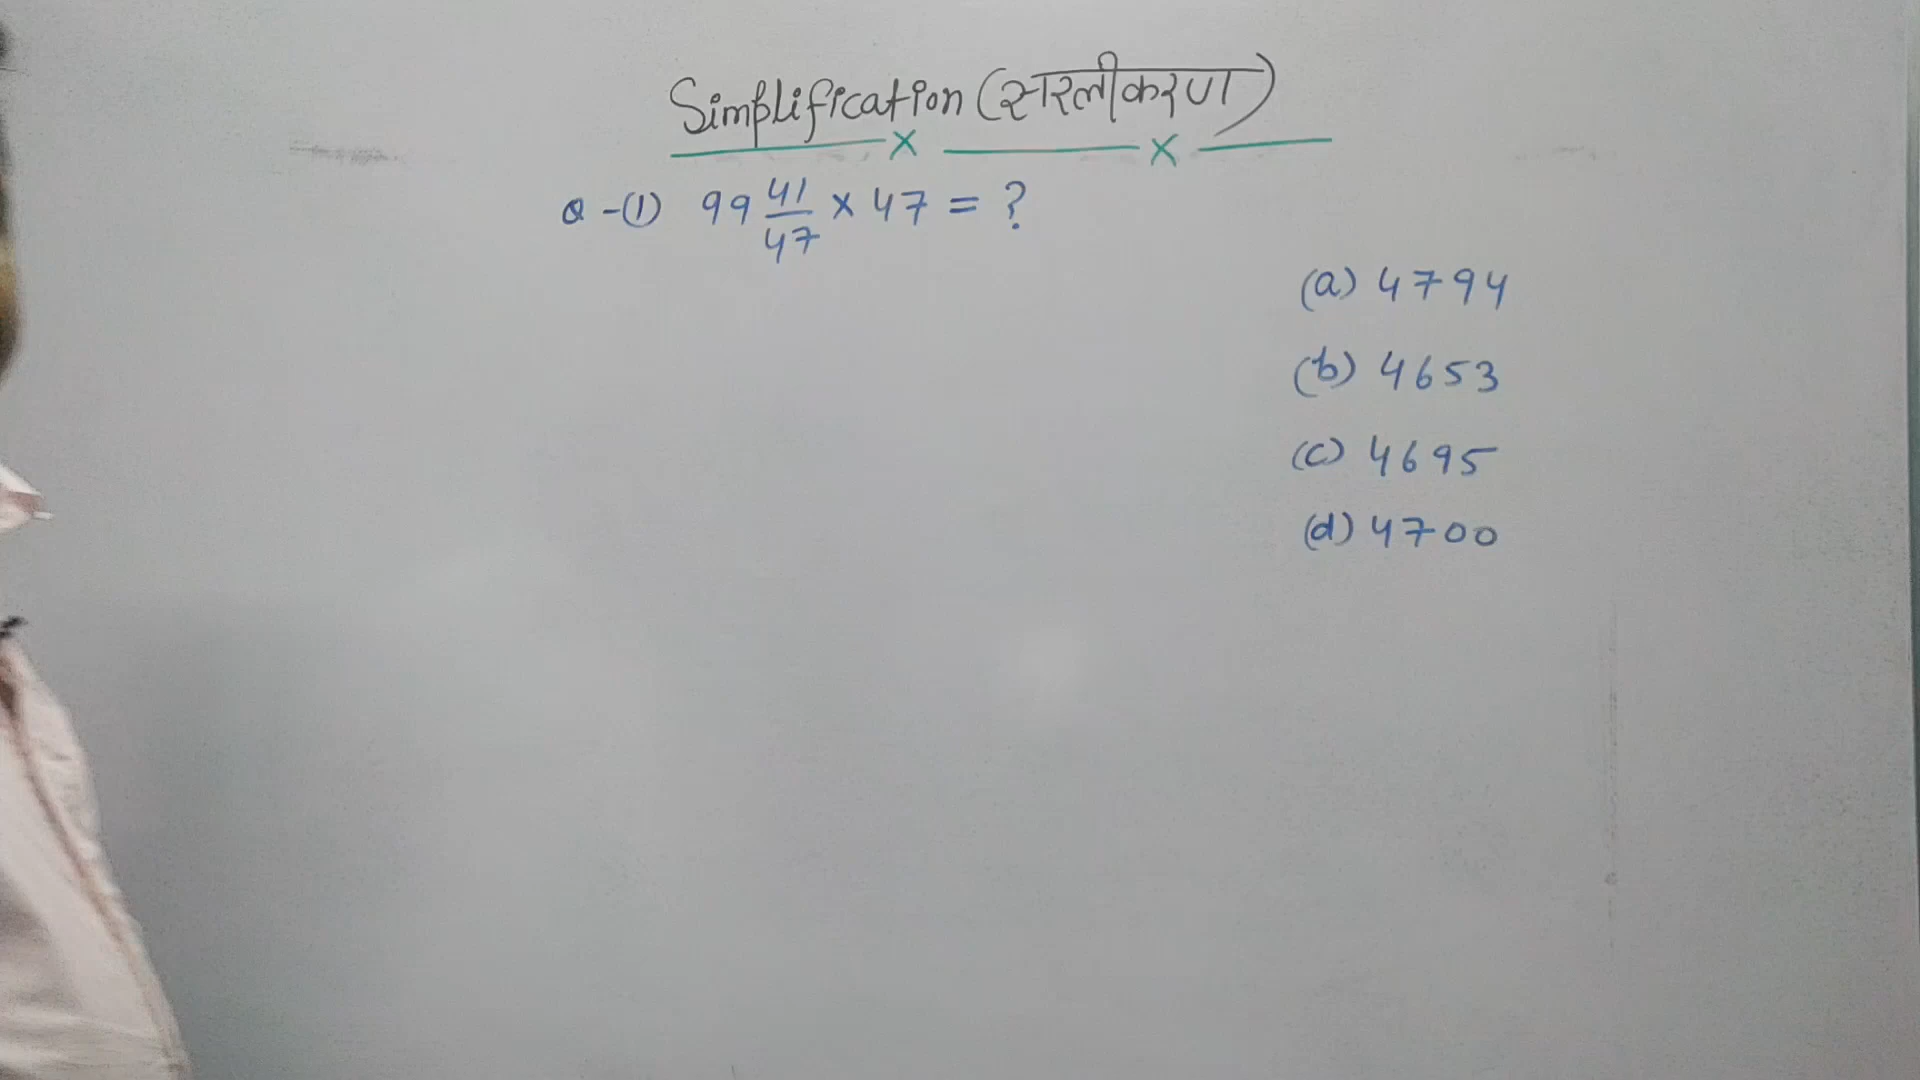 Simplification (सरलीकरण)
Q-(1) 99 41/47 × 47 = ?
(a) 4794
(b) 4653
(c) 4695
(d) 4700